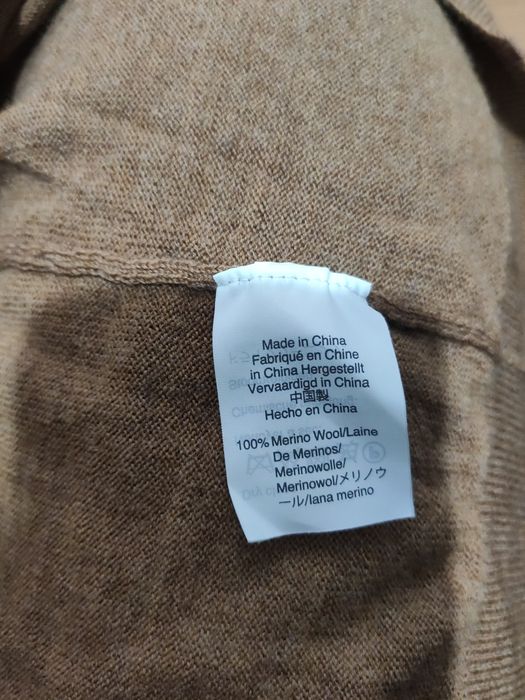 Made in China
Fabriqué en Chine
in China Hergestellt
Vervaardigd in China
中国製
Hecho en China
100% Merino Wool/Laine
De Merinos/
Merinowolle/
Merinowol/メリノウ
ール/lana merino